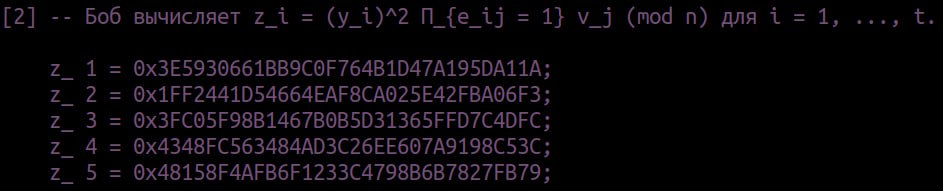 [2] -- Боб вычисляет z_i = (y_i)^2 П_{e_ij = 1} v_j (mod n) для i = 1, ..., t.
z_ 1 = 0x3E5930661BB9C0F764B1D47A195DA11A;
z_ 2 = 0x1FF2441D54664EAF8CA025E42FBA06F3;
z_ 3 = 0x3FC05F98B1467B0B5D31365FFD7C4DFC;
z_ 4 = 0x4348FC563484AD3C26EE607A9198C53C;
z_ 5 = 0x48158F4AFB6F1233C4798B6B7827FB79;